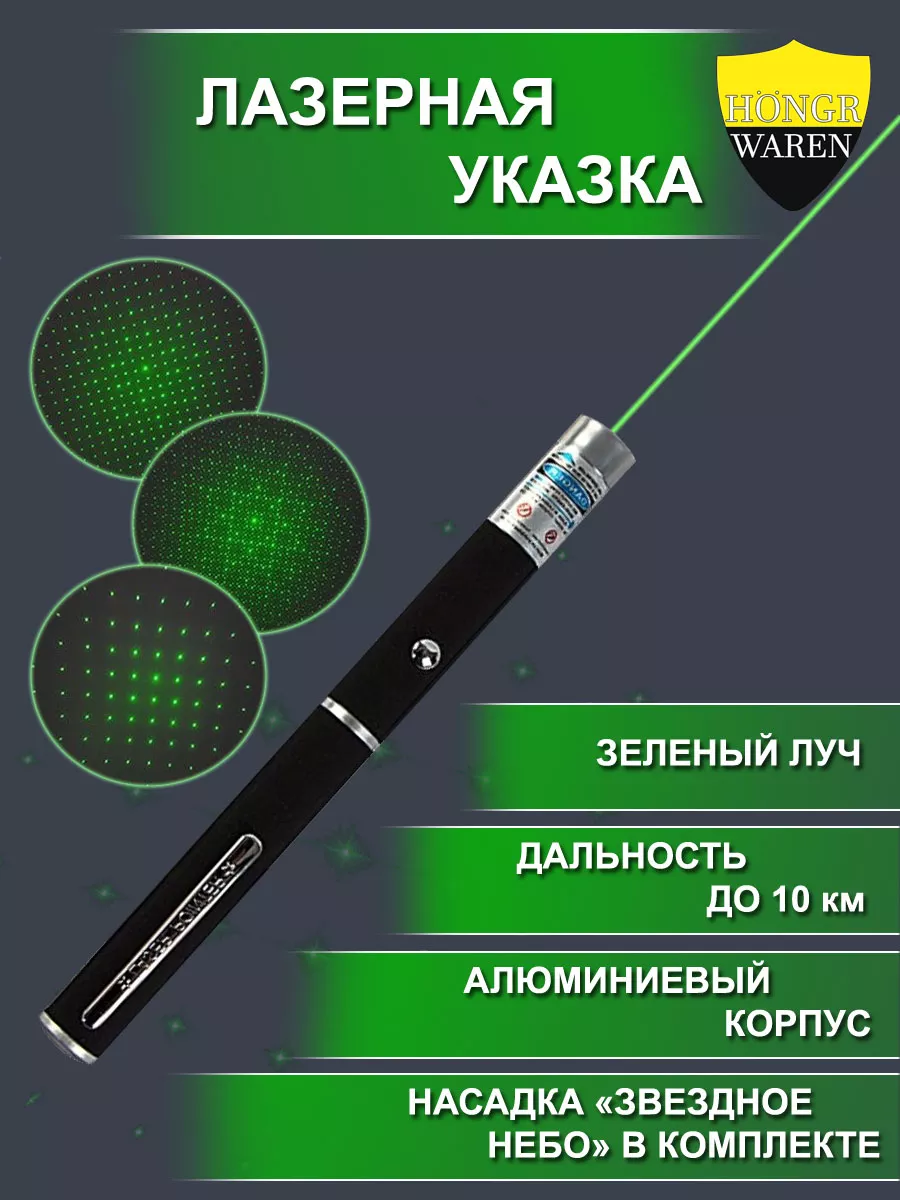 ЛАЗЕРНАЯ
УКАЗКА
HÖNGR
WAREN
ЗЕЛЕНЫЙ ЛУЧ
ДАЛЬНОСТЬ
ДО 10 км
АЛЮМИНИЕВЫЙ
КОРПУС
НАСАДКА «ЗВЕЗДНОЕ
НЕБО» В КОМПЛЕКТЕ